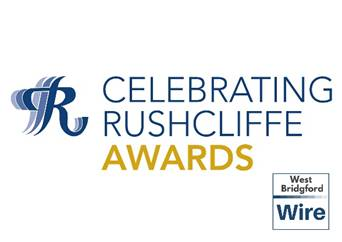 R
CELEBRATING
RUSHCLIFFE
AWARDS
West
Bridgford
Wire